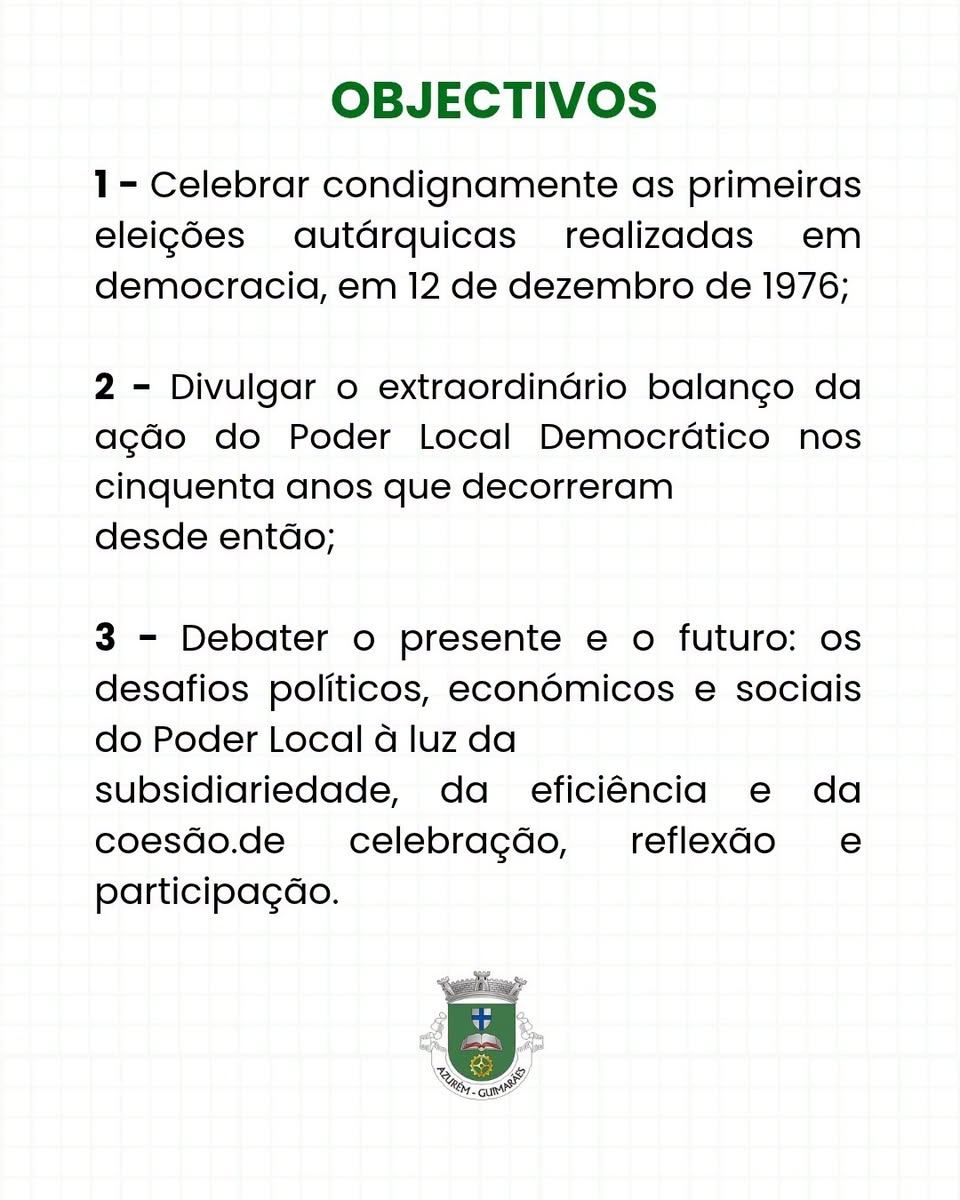 OBJECTIVOS
1 - Celebrar condignamente as primeiras
eleições autárquicas realizadas em
democracia, em 12 de dezembro de 1976;
2 - Divulgar o extraordinário balanço da
ação do Poder Local Democrático nos
cinquenta anos que decorreram
desde então;
3 - Debater o presente e o futuro: os
desafios políticos, económicos e sociais
do Poder Local à luz da
subsidiariedade, da eficiência e da
coesão.de celebração, reflexão e
participação.
AZURÉM - GUIMARÃES